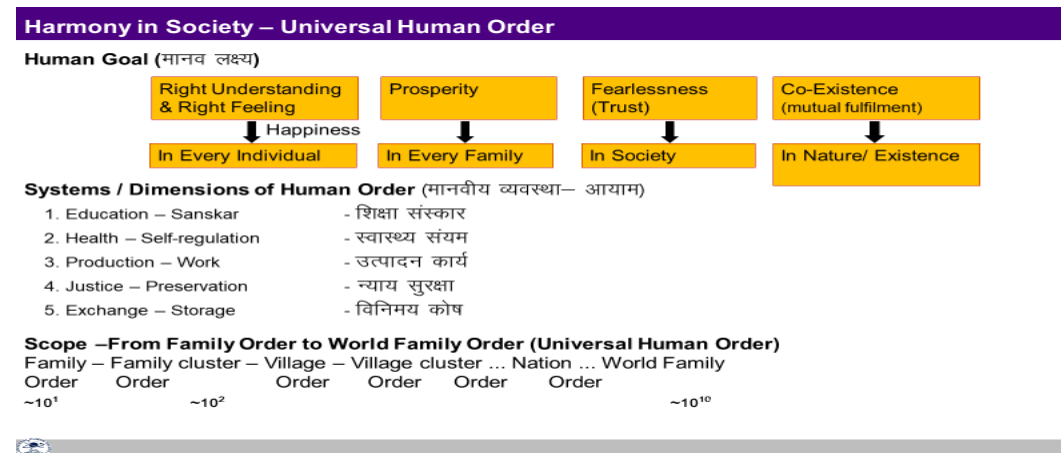 Harmony in Society – Universal Human Order
Human Goal (मानव लक्ष्य)
Right Understanding & Right Feeling
Prosperity
Fearlessness (Trust)
Co-Existence (mutual fulfilment)
Happiness
In Every Individual
In Every Family
In Society
In Nature/ Existence
Systems / Dimensions of Human Order (मानवीय व्यवस्था– आयाम)
1. Education – Sanskar - शिक्षा संस्कार
2. Health – Self-regulation - स्वास्थ्य संयम
3. Production – Work - उत्पादन कार्य
4. Justice – Preservation - न्याय सुरक्षा
5. Exchange – Storage - विनिमय कोष
Scope –From Family Order to World Family Order (Universal Human Order)
Family – Family cluster – Village – Village cluster ... Nation ... World Family
Order Order Order Order Order Order
~10¹ ~10² ~10¹⁰